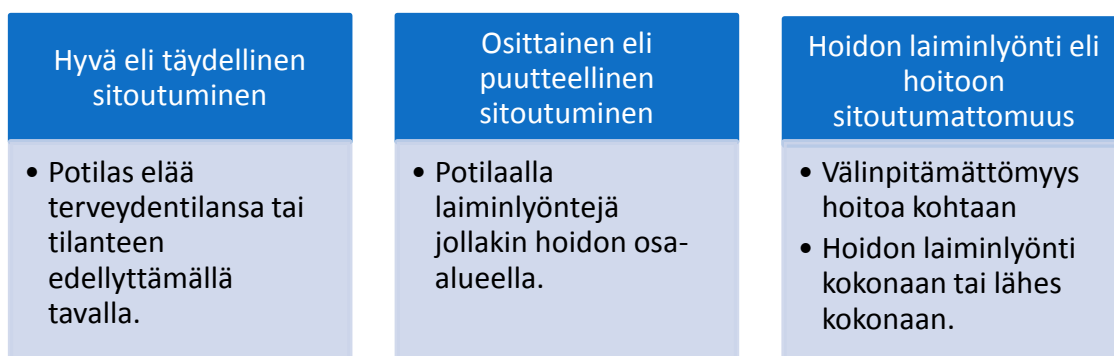 Hyvä eli täydellinen
sitoutuminen
• Potilas elää
terveydentilansa tai
tilanteen
edellyttämällä
tavalla.
Osittainen eli
puutteellinen
sitoutuminen
• Potilaalla
laiminlyöntejä
jollakin hoidon osa-
alueella.
Hoidon laiminlyönti eli
hoitoon
sitoutumattomuus
• Välinpitämättömyys
hoitoa kohtaan
• Hoidon laiminlyönti
kokonaan tai lähes
kokonaan.